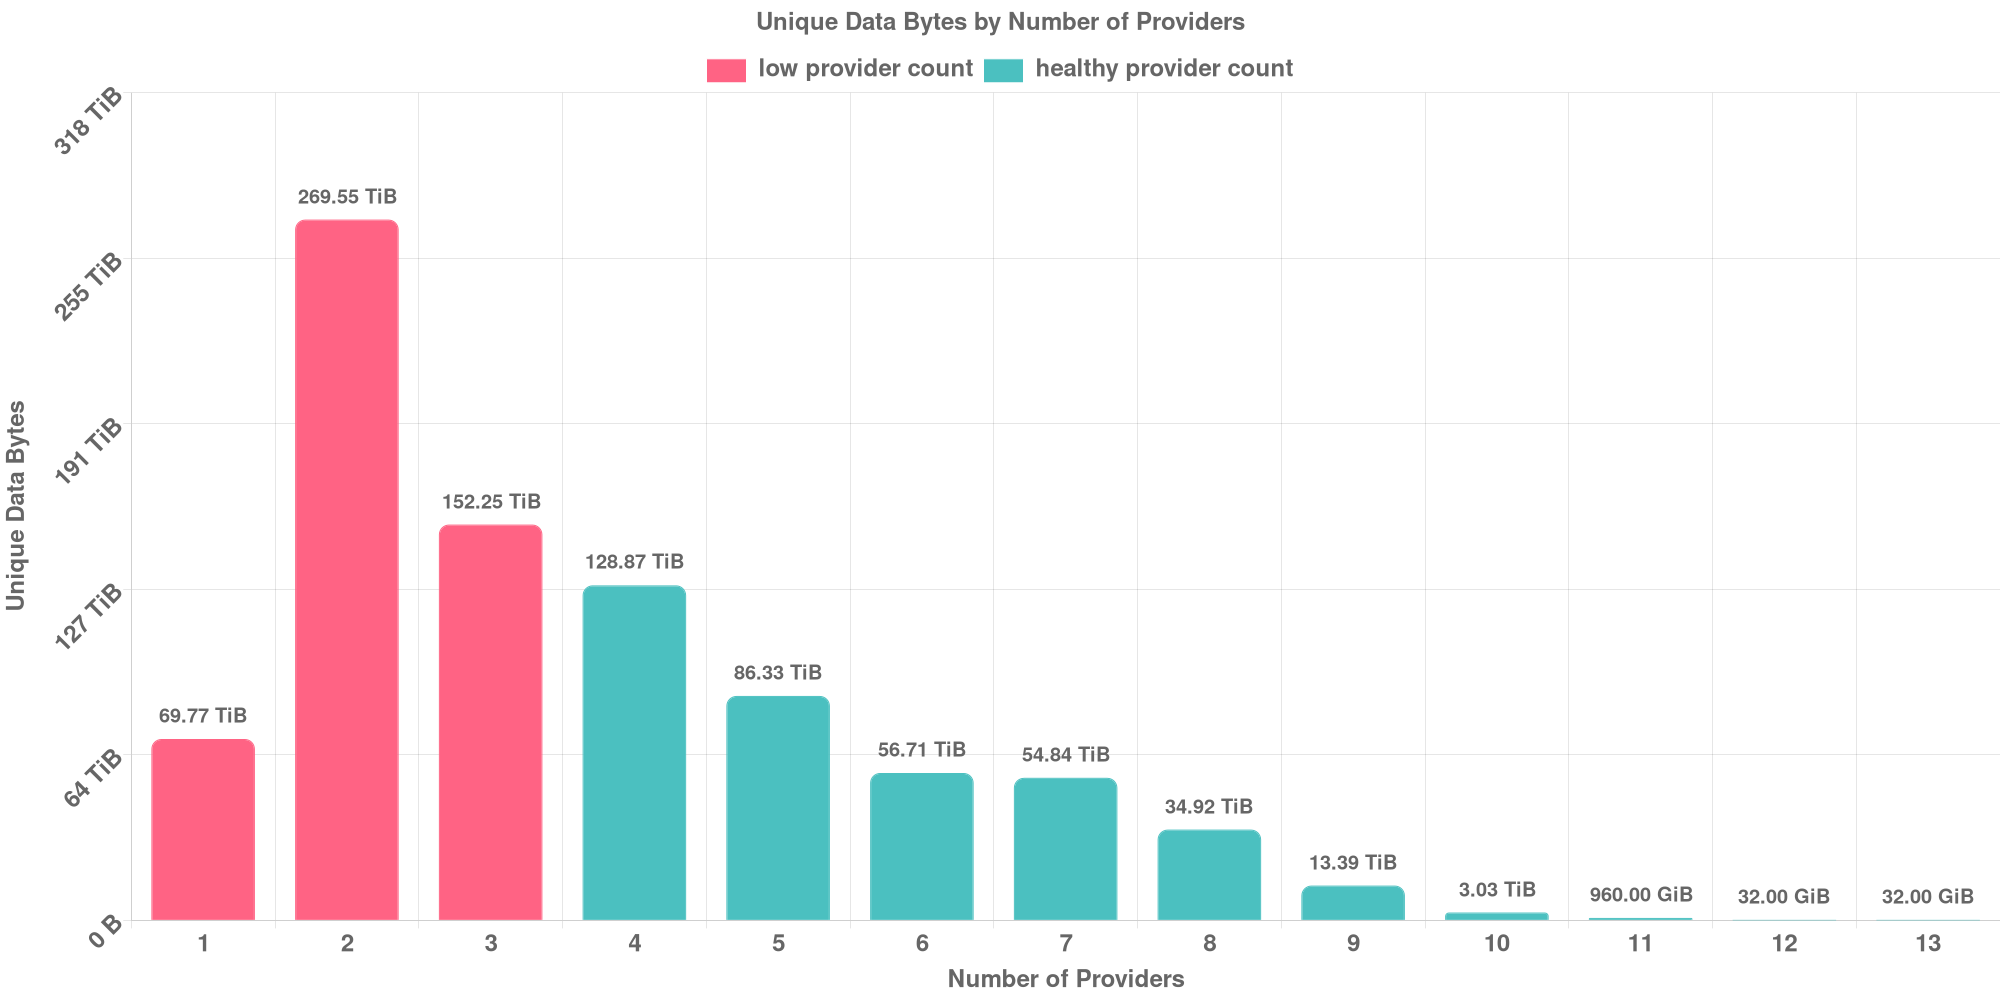 Unique Data Bytes by Number of Providers
low provider count
healthy provider count
318 TiB
255 TiB
191 TiB
127 TiB
64 TiB
0 B
Unique Data Bytes
69.77 TiB
269.55 TiB
152.25 TiB
128.87 TiB
86.33 TiB
56.71 TiB
54.84 TiB
34.92 TiB
13.39 TiB
3.03 TiB
960.00 GiB
32.00 GiB
32.00 GiB
1 2 3 4 5 6 7 8 9 10 11 12 13
Number of Providers